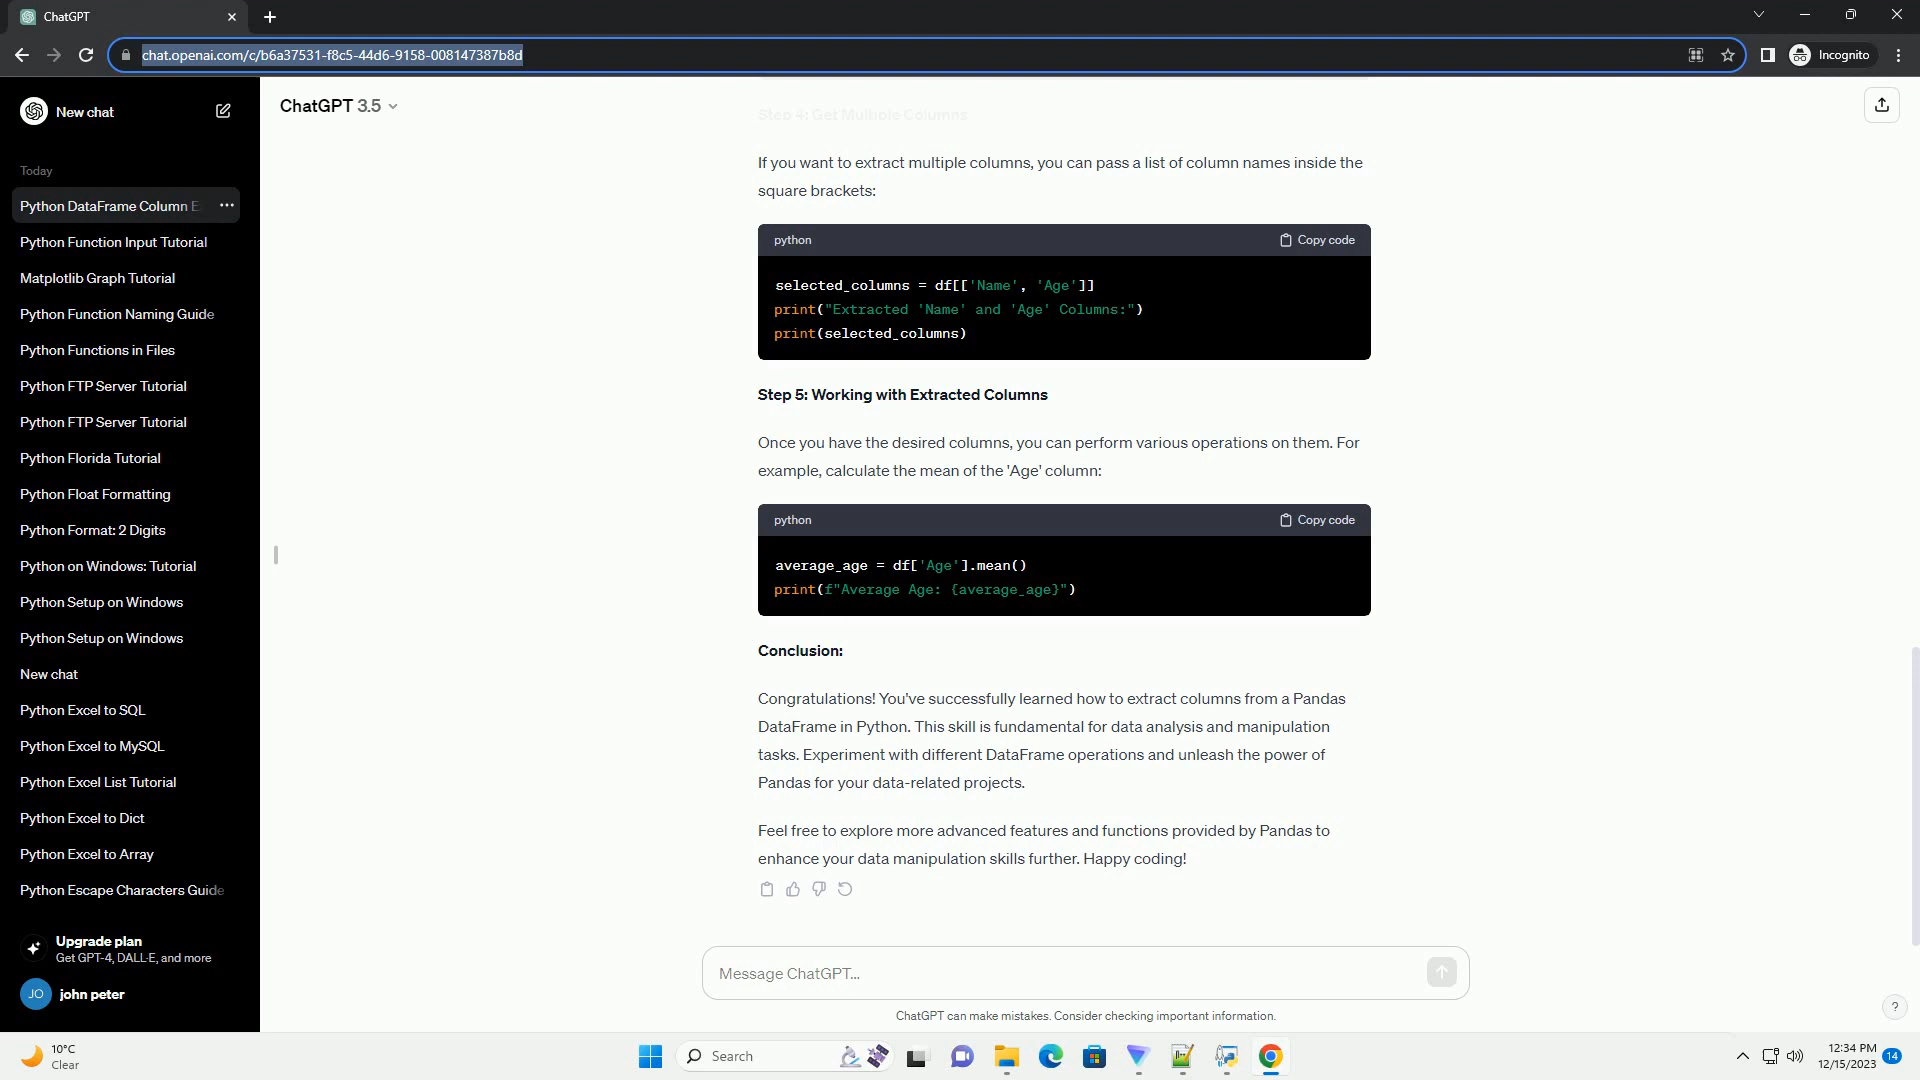 ChatGPT
chat.openai.com/c/b6a37531-f8c5-44d6-9158-008147387b8d
Incognito
New chat
Today
Python DataFrame Column E
Python Function Input Tutorial
Matplotlib Graph Tutorial
Python Function Naming Guide
Python Functions in Files
Python FTP Server Tutorial
Python FTP Server Tutorial
Python Florida Tutorial
Python Float Formatting
Python Format: 2 Digits
Python on Windows: Tutorial
Python Setup on Windows
Python Setup on Windows
New chat
Python Excel to SQL
Python Excel to MySQL
Python Excel List Tutorial
Python Excel to Dict
Python Excel to Array
Python Escape Characters Guide
Upgrade plan
Get GPT-4, DALL·E, and more
JO john peter
ChatGPT 3.5
Step 4: Get Multiple Columns
If you want to extract multiple columns, you can pass a list of column names inside the
square brackets:
python Copy code
selected_columns = df[['Name', 'Age']]
print("Extracted 'Name' and 'Age' Columns:")
print(selected_columns)
Step 5: Working with Extracted Columns
Once you have the desired columns, you can perform various operations on them. For
example, calculate the mean of the 'Age' column:
python Copy code
average_age = df['Age'].mean()
print(f"Average Age: {average_age}")
Conclusion:
Congratulations! You've successfully learned how to extract columns from a Pandas
DataFrame in Python. This skill is fundamental for data analysis and manipulation
tasks. Experiment with different DataFrame operations and unleash the power of
Pandas for your data-related projects.
Feel free to explore more advanced features and functions provided by Pandas to
enhance your data manipulation skills further. Happy coding!
Message ChatGPT...
ChatGPT can make mistakes. Consider checking important information.
?
10°C
Clear
Search
12:34 PM
12/15/2023
14